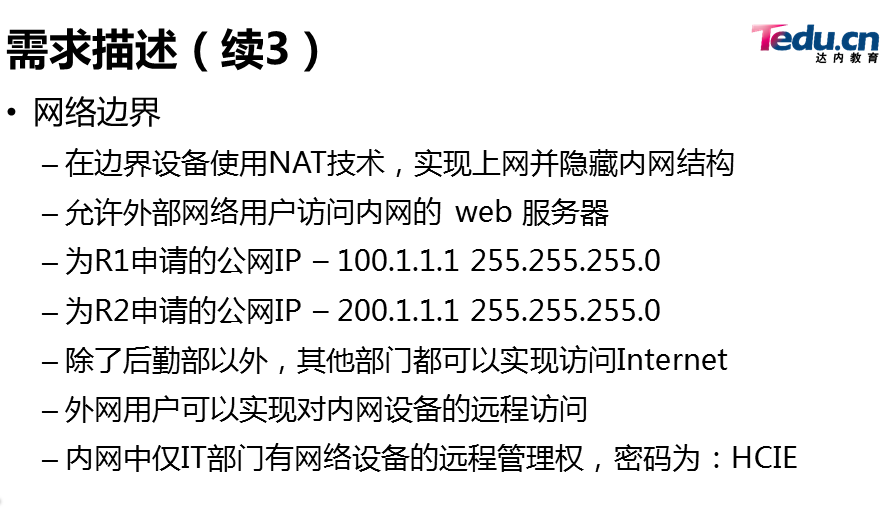 需求描述（续3）
Tedu.cn
达内教育
• 网络边界
– 在边界设备使用NAT技术，实现上网并隐藏内网结构
– 允许外部网络用户访问内网的 web 服务器
– 为R1申请的公网IP – 100.1.1.1 255.255.255.0
– 为R2申请的公网IP – 200.1.1.1 255.255.255.0
– 除了后勤部以外，其他部门都可以实现访问Internet
– 外网用户可以实现对内网设备的远程访问
– 内网中仅IT部门有网络设备的远程管理权，密码为：HCIE